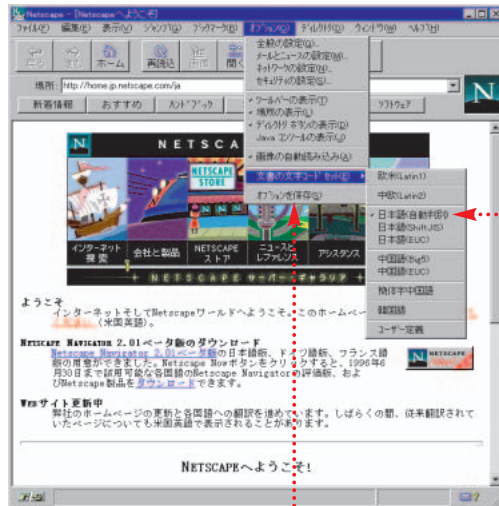 Netscape - [Netscapeへようこそ]
ファイル(F) 編集(E) 表示(V) ジャンプ(G) ブックマーク(B) オプション(O) ディレクトリ(D) ウィンドウ(W) ヘルプ(H)
全般の設定(G)...
メールとニュースの設定(M)...
ネットワークの設定(N)...
セキュリティの設定(S)...
ツールバーの表示(T)
場所の表示(L)
ディレクトリ ボタンの表示(D)
Java コンソールの表示(J)
画像の自動読み込み(A)
文書の文字コード セット(E)
オプションを保存(S)
欧米(Latin1)
中欧(Latin2)
日本語(自動判別)
日本語(Shift JIS)
日本語(EUC)
中国語(Big5)
中国語(EUC)
簡体字中国語
韓国語
ユーザー定義
戻る 次へ ホーム 再読込 画像 開く
場所: http://home.jp.netscape.com/ja
N
新着情報 おすすめ ハンドブック ソフトウェア
N NETSCA
NETSCAPE STORE
インターネット探索 会社と製品 NETSCAPE ストア ニュースとレファレンス アシスタンス
NETSCAPE サーバー・ギャラリア
ようこそ
インターネットそしてNetscapeワールドへようこそ。このホームペー
(米国英語)。
NETSCAPE NAVIGATOR 2.01ベータ版のダウンロード
Netscape Navigator 2.01ベータ版の日本語版、ドイツ語版、フランス語
版の用意ができました。Netscape Nowボタンをクリックすると、1996年6
月30日まで試用可能な各国語のNetscape Navigatorの評価版、およ
びNetscape製品をダウンロードできます。
N NETSCAPE
WEBサイト更新中
弊社のホームページの更新と各国語への翻訳を進めています。しばらくの間、従来翻訳されて
いたページについても米国英語で表示されることがあります。
NETSCAPEへようこそ!